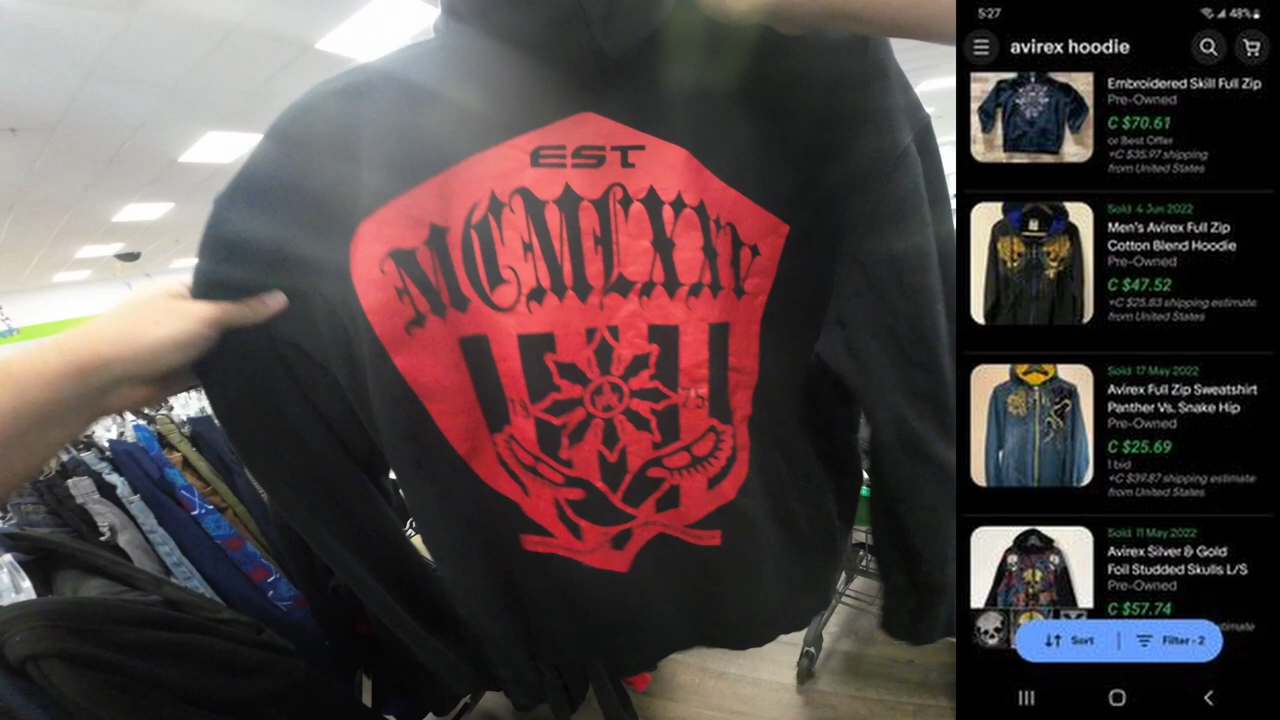 EST
MCMLXXV
19 75
5:27
48%
avirex hoodie
Embroidered Skill Full Zip
Pre-Owned
C $70.61
or Best Offer
+C $35.97 shipping
from United States
Sold 4 Jun 2022
Men's Avirex Full Zip
Cotton Blend Hoodie
Pre-Owned
C $47.52
+C $25.83 shipping estimate
from United States
Sold 17 May 2022
Avirex Full Zip Sweatshirt
Panther Vs. Snake Hip
Pre-Owned
C $25.69
1 bid
+C $39.87 shipping estimate
from United States
Sold 11 May 2022
Avirex Silver & Gold
Foil Studded Skulls L/S
Pre-Owned
C $57.74
Sort
Filter • 2